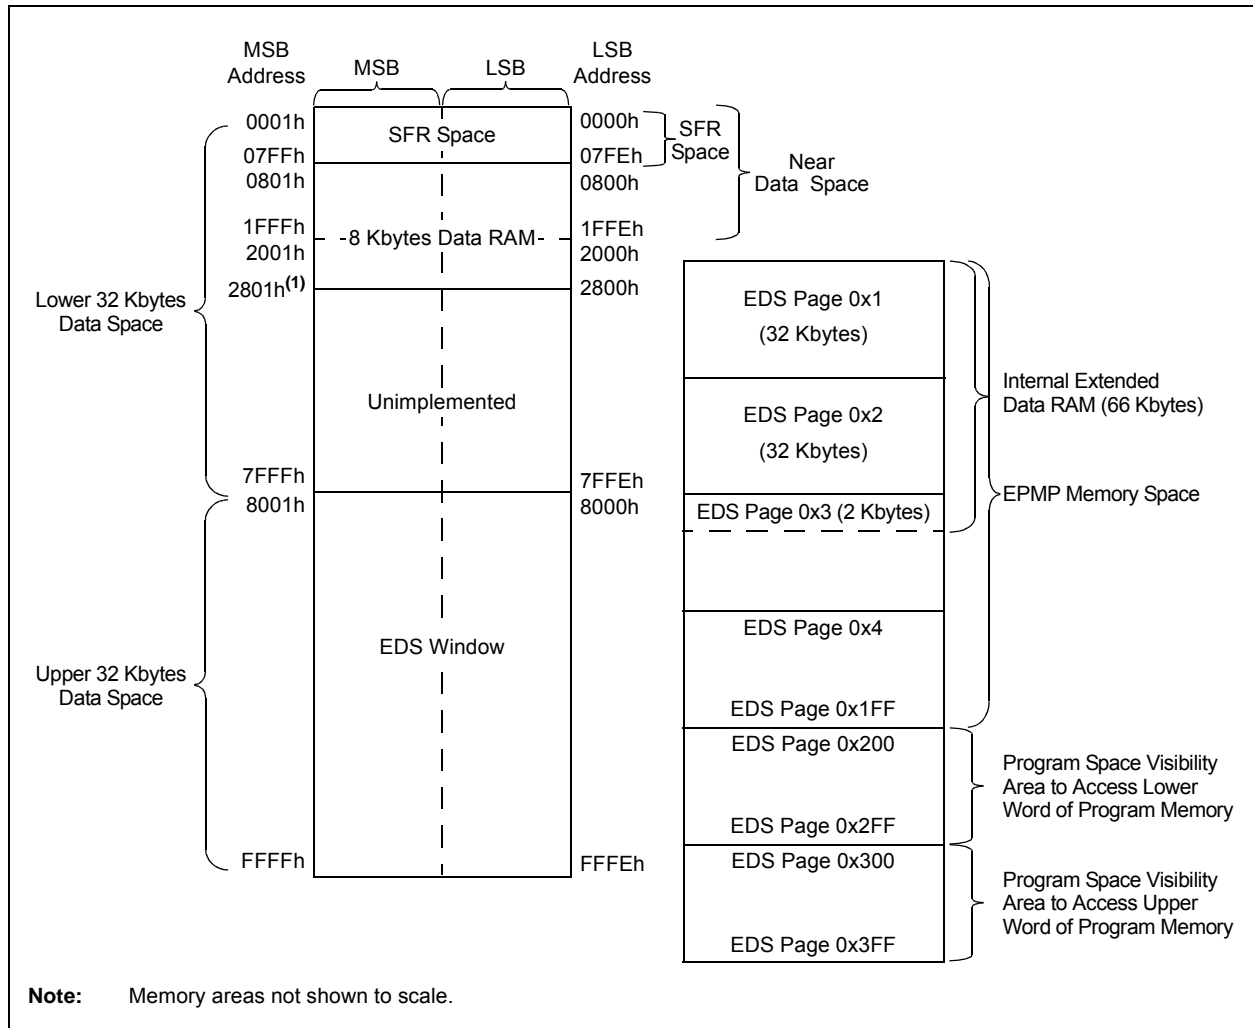 MSB
Address
MSB
LSB
LSB
Address
0001h
SFR Space
0000h
SFR
Space
07FFh
07FEh
Near
Data Space
0801h
0800h
1FFFh
8 Kbytes Data RAM
1FFEh
2001h
2000h
2801h(1)
2800h
Lower 32 Kbytes
Data Space
Unimplemented
7FFFh
7FFEh
8001h
8000h
EDS Window
Upper 32 Kbytes
Data Space
FFFFh
FFFEh
EDS Page 0x1
(32 Kbytes)
EDS Page 0x2
(32 Kbytes)
EDS Page 0x3 (2 Kbytes)
EDS Page 0x4
EDS Page 0x1FF
EDS Page 0x200
EDS Page 0x2FF
EDS Page 0x300
EDS Page 0x3FF
Internal Extended
Data RAM (66 Kbytes)
EPMP Memory Space
Program Space Visibility
Area to Access Lower
Word of Program Memory
Program Space Visibility
Area to Access Upper
Word of Program Memory
Note: Memory areas not shown to scale.